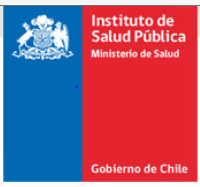 Instituto de
Salud Pública
Ministerio de Salud
Gobierno de Chile